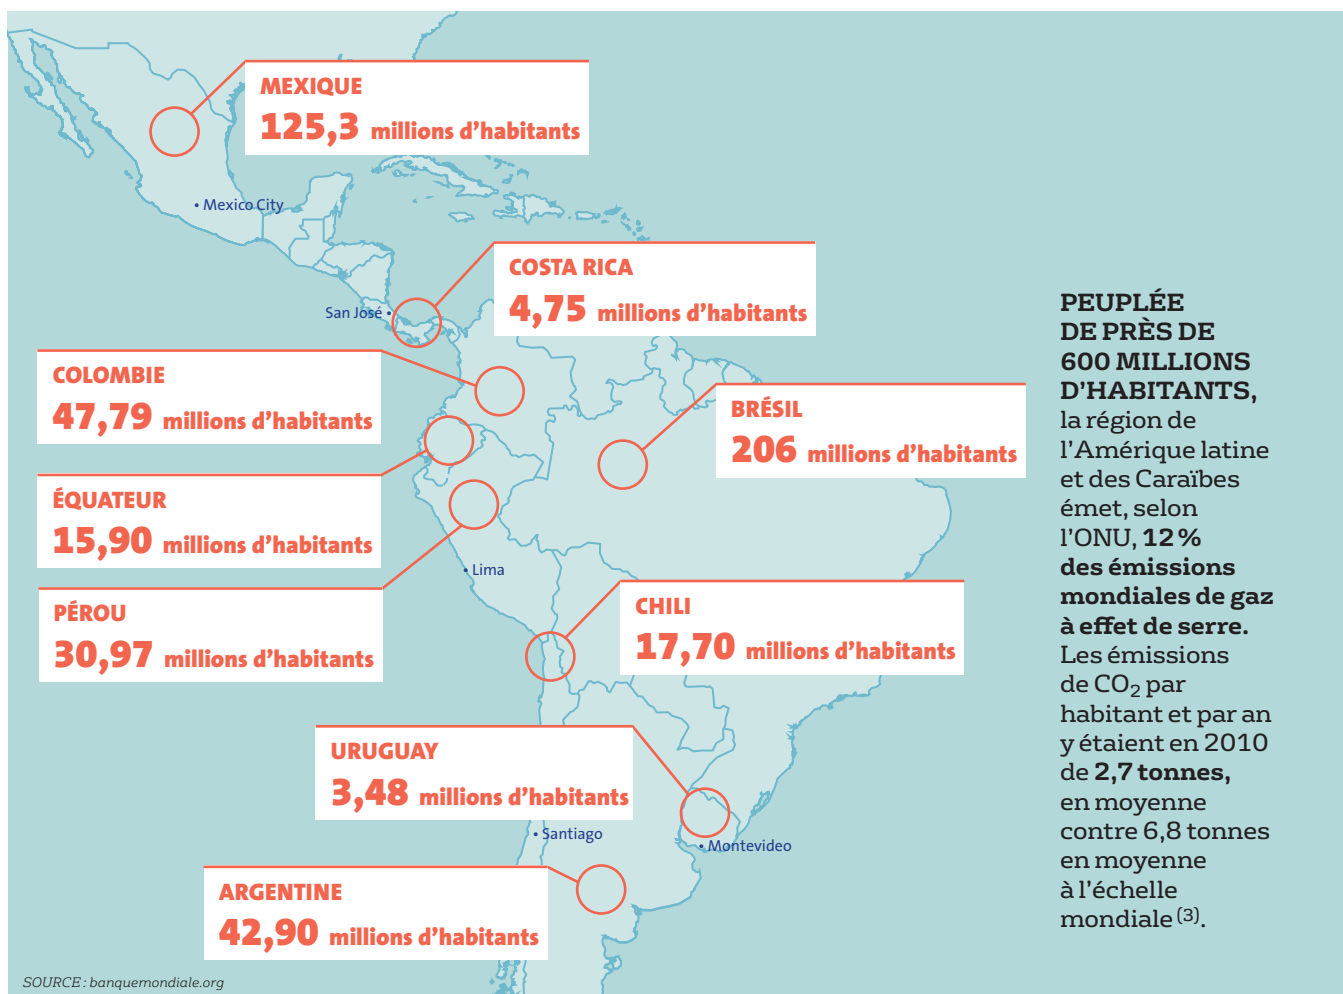 MEXIQUE
125,3 millions d'habitants
• Mexico City
COSTA RICA
4,75 millions d'habitants
San José •
COLOMBIE
47,79 millions d'habitants
BRÉSIL
206 millions d'habitants
ÉQUATEUR
15,90 millions d'habitants
• Lima
PÉROU
30,97 millions d'habitants
CHILI
17,70 millions d'habitants
URUGUAY
3,48 millions d'habitants
• Santiago
• Montevideo
ARGENTINE
42,90 millions d'habitants
SOURCE : banquemondiale.org
PEUPLÉE
DE PRÈS DE
600 MILLIONS
D'HABITANTS,
la région de
l'Amérique latine
et des Caraïbes
émet, selon
l'ONU, 12 %
des émissions
mondiales de gaz
à effet de serre.
Les émissions
de CO₂ par
habitant et par an
y étaient en 2010
de 2,7 tonnes,
en moyenne
contre 6,8 tonnes
en moyenne
à l'échelle
mondiale (3).